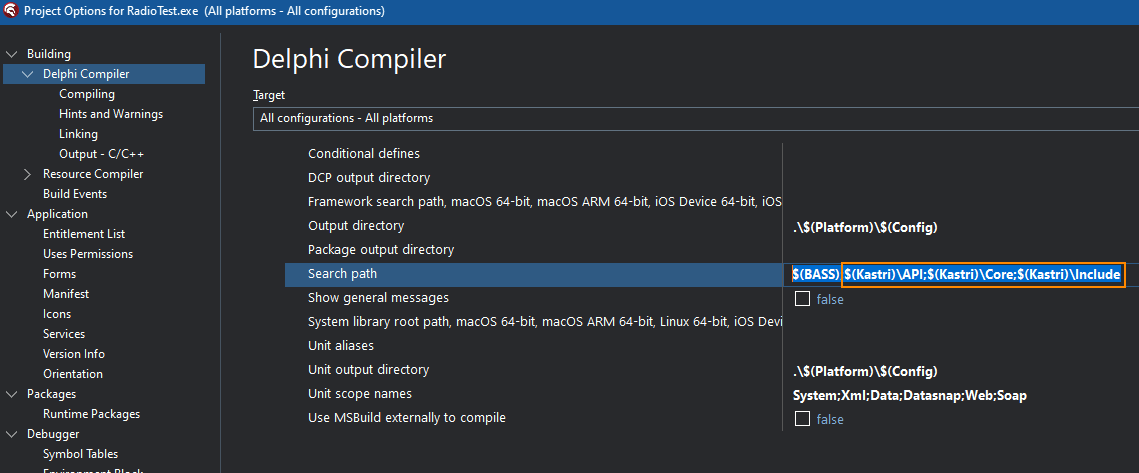 Project Options for RadioTest.exe (All platforms - All configurations)
Building
Delphi Compiler
Compiling
Hints and Warnings
Linking
Output - C/C++
Resource Compiler
Build Events
Application
Entitlement List
Uses Permissions
Forms
Manifest
Icons
Services
Version Info
Orientation
Packages
Runtime Packages
Debugger
Symbol Tables
Environment Block
Delphi Compiler
Target
All configurations - All platforms
Conditional defines
DCP output directory
Framework search path, macOS 64-bit, macOS ARM 64-bit, iOS Device 64-bit, iOS
Output directory .\$(Platform)\$(Config)
Package output directory
Search path $(BASS) $(Kastri)\API;$(Kastri)\Core;$(Kastri)\Include
Show general messages false
System library root path, macOS 64-bit, macOS ARM 64-bit, Linux 64-bit, iOS Devi
Unit aliases
Unit output directory .\$(Platform)\$(Config)
Unit scope names System;Xml;Data;Datasnap;Web;Soap
Use MSBuild externally to compile false